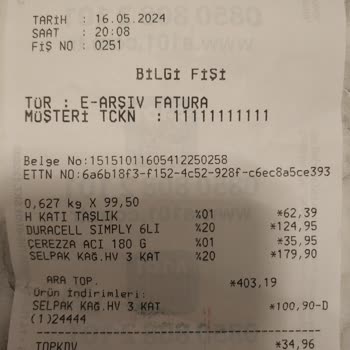 TARİH : 16.05.2024
SAAT : 20:08
FİŞ NO : 0251
BİLGİ FİŞİ
TÜR : E-ARŞİV FATURA
MÜŞTERİ TCKN : 11111111111
Belge No:15151011605412250258
ETTN NO:6a6b18f3-f152-4c52-928f-c6ec8a5ce393
0,627 kg X 99,50
H KATI TAŞLIK %01 *62,39
DURACELL SIMPLY 6LI %20 *124,95
ÇEREZZA ACI 180 G %01 *35,95
SELPAK KAĞ.HV 3 KAT %20 *179,90
ARA TOP. *403,19
Ürün İndirimleri:
SELPAK KAĞ.HV 3 KAT *100,90-D
(1)24444
TOPKDV *34,96